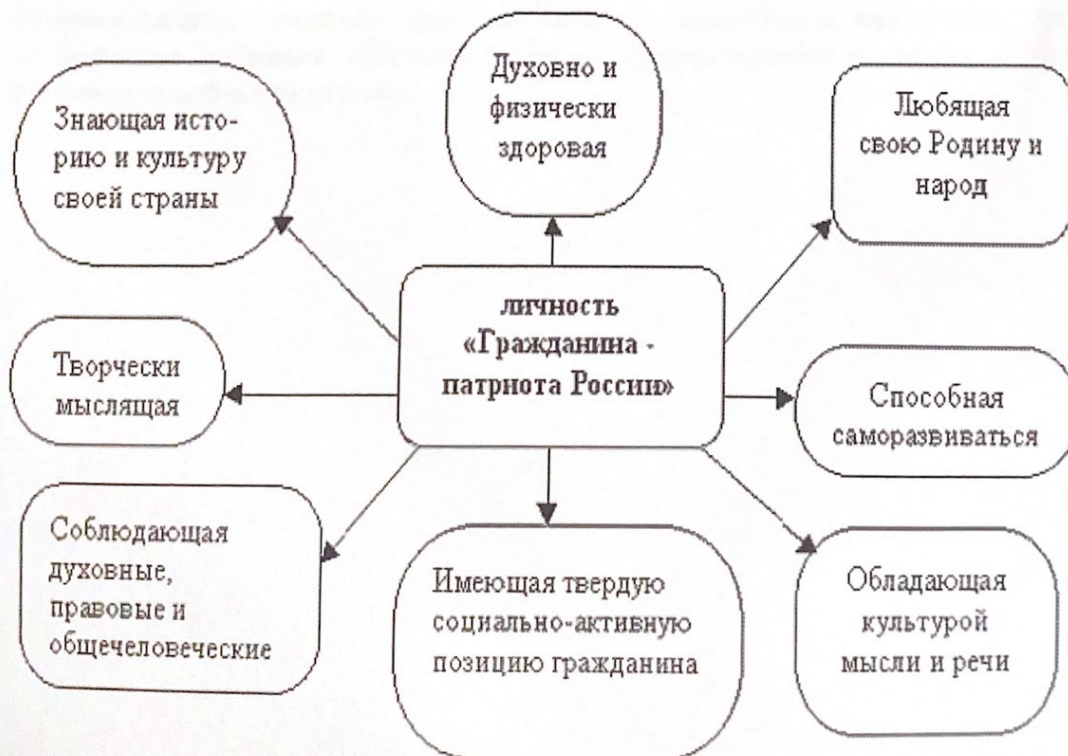 Духовно и
физически
здоровая
Знающая исто-
рию и культуру
своей страны
Любящая
свою Родину и
народ
личность
«Гражданина -
патриота России»
Творчески
мыслящая
Способная
саморазвиваться
Соблюдающая
духовные,
правовые и
общечеловеческие
Имеющая твердую
социально-активную
позицию гражданина
Обладающая
культурой
мысли и речи